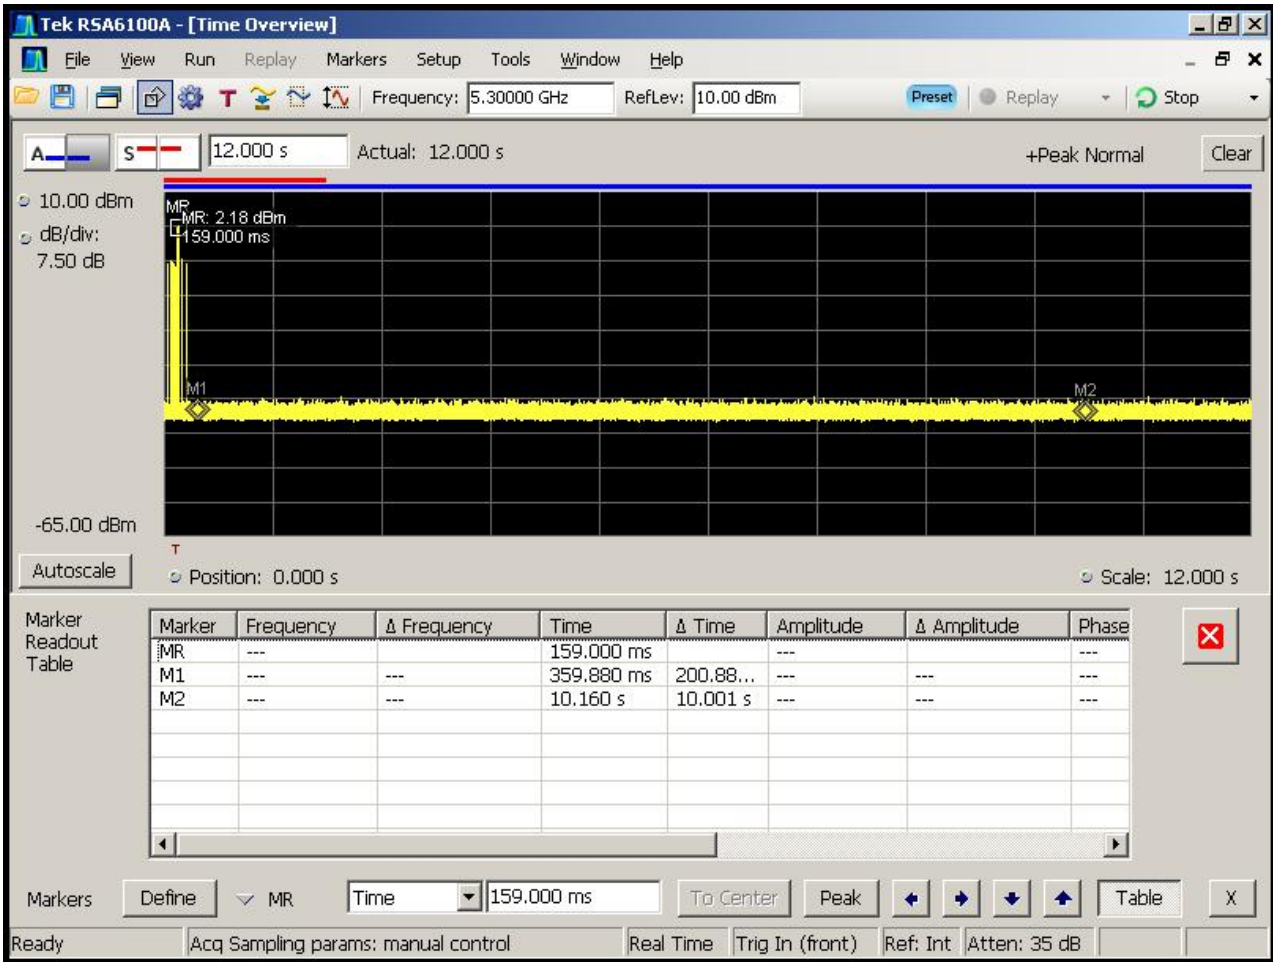 Tek RSA6100A - [Time Overview]
File View Run Replay Markers Setup Tools Window Help
T Frequency: 5.30000 GHz RefLev: 10.00 dBm Preset Replay Stop
A S 12.000 s Actual: 12.000 s +Peak Normal Clear
10.00 dBm
dB/div:
7.50 dB
MR
MR: 2.18 dBm
159.000 ms
M1
M2
-65.00 dBm
T
Autoscale
Position: 0.000 s
Scale: 12.000 s
Marker
Readout
Table
Marker Frequency Δ Frequency Time Δ Time Amplitude Δ Amplitude Phase
MR --- 159.000 ms --- ---
M1 --- --- 359.880 ms 200.88... --- --- ---
M2 --- --- 10.160 s 10.001 s --- --- ---
Markers Define MR Time 159.000 ms To Center Peak Table X
Ready Acq Sampling params: manual control Real Time Trig In (front) Ref: Int Atten: 35 dB